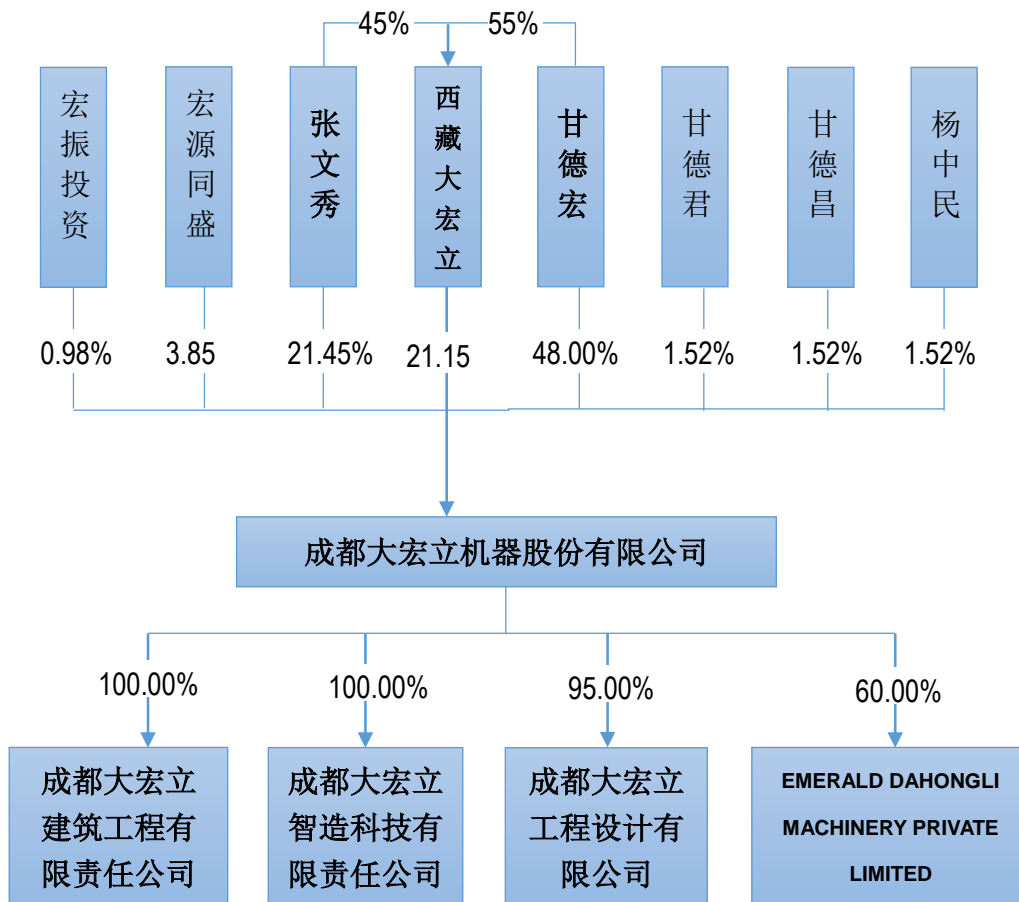 45%
55%
宏振投资
宏源同盛
张文秀
西藏大宏立
甘德宏
甘德君
甘德昌
杨中民
0.98%
3.85
21.45%
21.15
48.00%
1.52%
1.52%
1.52%
成都大宏立机器股份有限公司
100.00%
100.00%
95.00%
60.00%
成都大宏立
建筑工程有
限责任公司
成都大宏立
智造科技有
限责任公司
成都大宏立
工程设计有
限公司
EMERALD DAHONGLI
MACHINERY PRIVATE
LIMITED